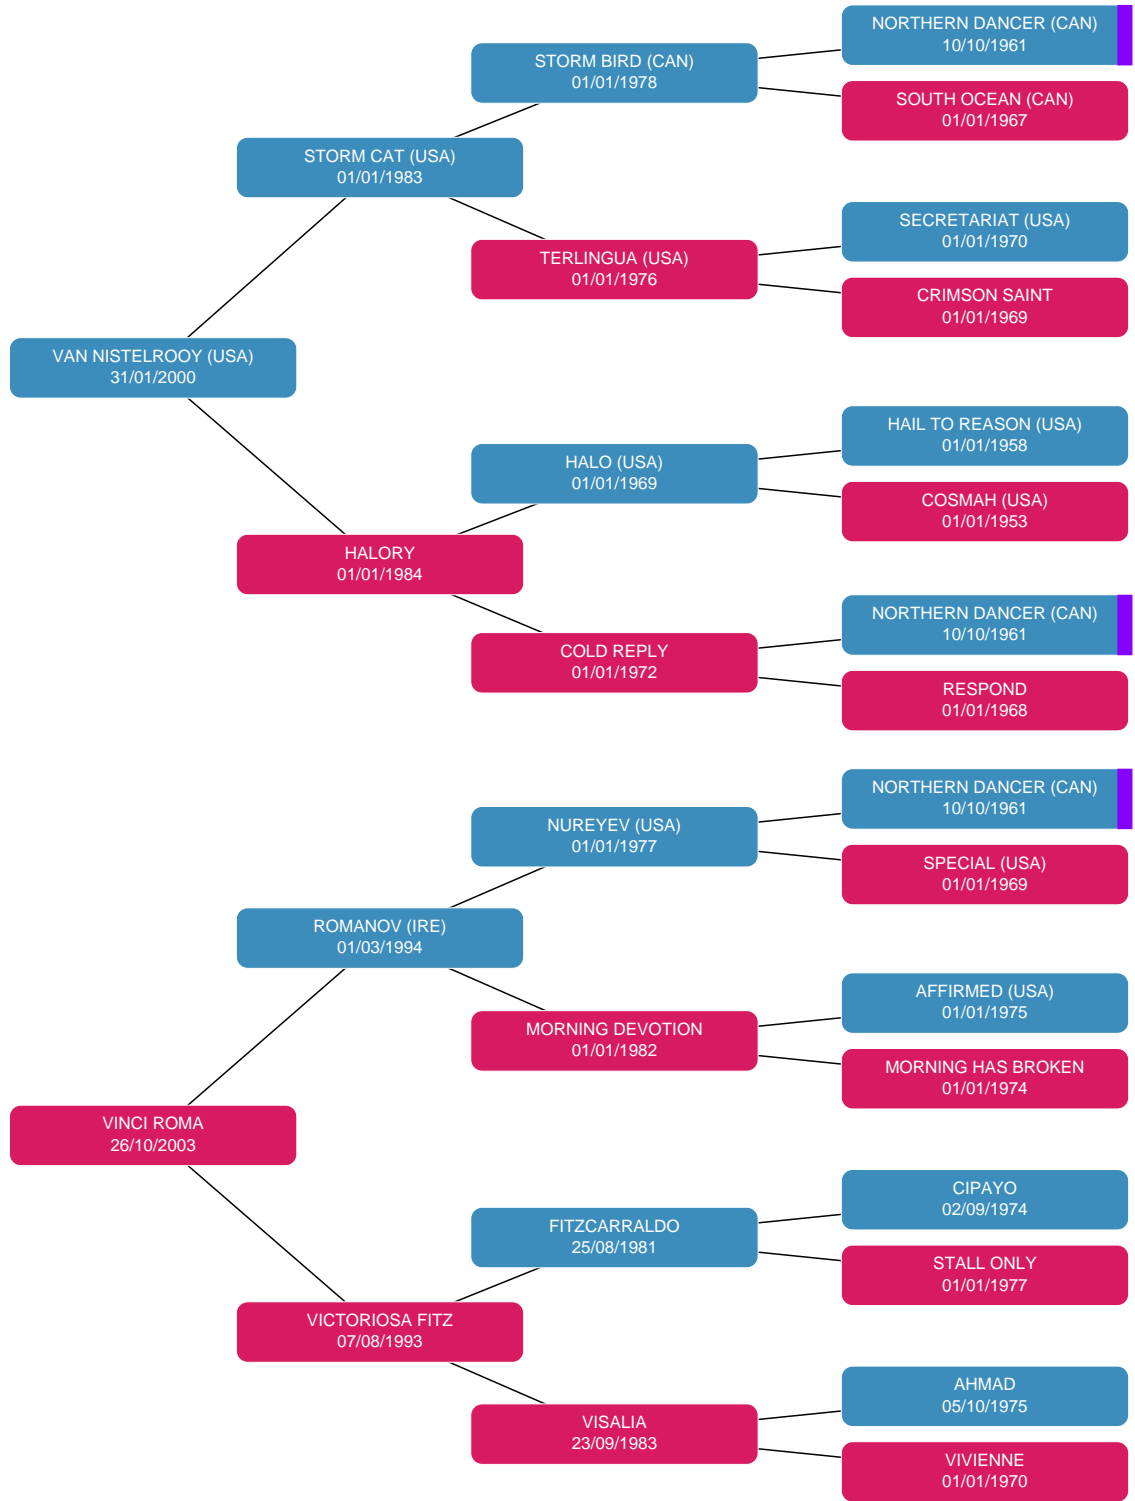 NORTHERN DANCER (CAN)
10/10/1961
STORM BIRD (CAN)
01/01/1978
SOUTH OCEAN (CAN)
01/01/1967
STORM CAT (USA)
01/01/1983
SECRETARIAT (USA)
01/01/1970
TERLINGUA (USA)
01/01/1976
CRIMSON SAINT
01/01/1969
VAN NISTELROOY (USA)
31/01/2000
HAIL TO REASON (USA)
01/01/1958
HALO (USA)
01/01/1969
COSMAH (USA)
01/01/1953
HALORY
01/01/1984
NORTHERN DANCER (CAN)
10/10/1961
COLD REPLY
01/01/1972
RESPOND
01/01/1968
NORTHERN DANCER (CAN)
10/10/1961
NUREYEV (USA)
01/01/1977
SPECIAL (USA)
01/01/1969
ROMANOV (IRE)
01/03/1994
AFFIRMED (USA)
01/01/1975
MORNING DEVOTION
01/01/1982
MORNING HAS BROKEN
01/01/1974
VINCI ROMA
26/10/2003
CIPAYO
02/09/1974
FITZCARRALDO
25/08/1981
STALL ONLY
01/01/1977
VICTORIOSA FITZ
07/08/1993
AHMAD
05/10/1975
VISALIA
23/09/1983
VIVIENNE
01/01/1970